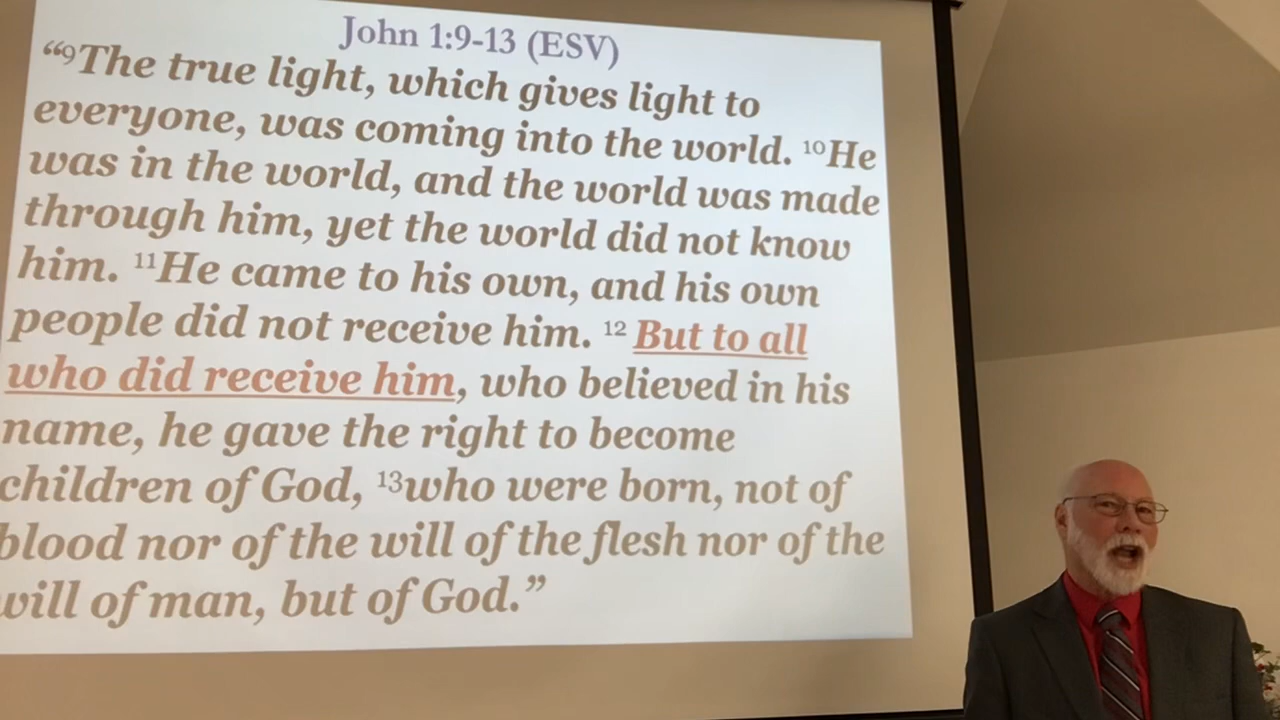 John 1:9-13 (ESV)
“9The true light, which gives light to
everyone, was coming into the world. 10He
was in the world, and the world was made
through him, yet the world did not know
him. 11He came to his own, and his own
people did not receive him. 12 But to all
who did receive him, who believed in his
name, he gave the right to become
children of God, 13who were born, not of
blood nor of the will of the flesh nor of the
will of man, but of God.”